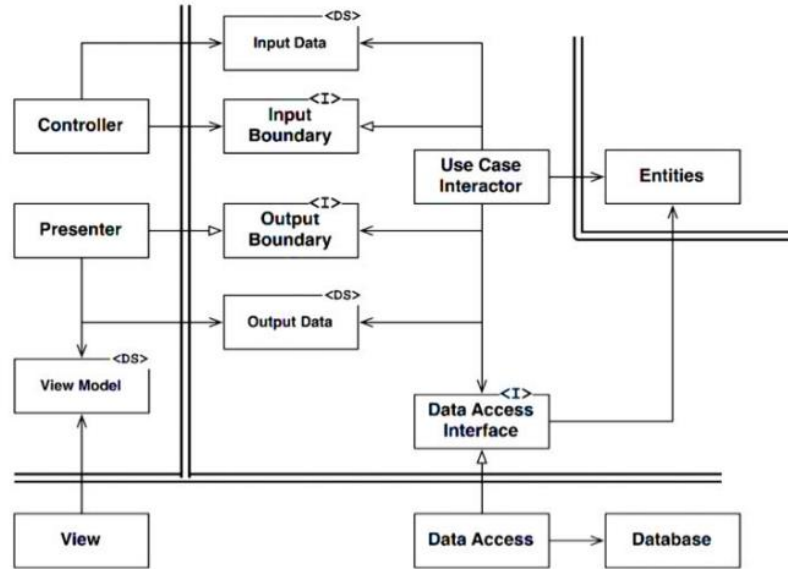 <DS>
Input Data
<I>
Controller
Input
Boundary
Use Case
Interactor
Entities
<I>
Presenter
Output
Boundary
<DS>
Output Data
<DS>
View Model
<I>
Data Access
Interface
View
Data Access
Database